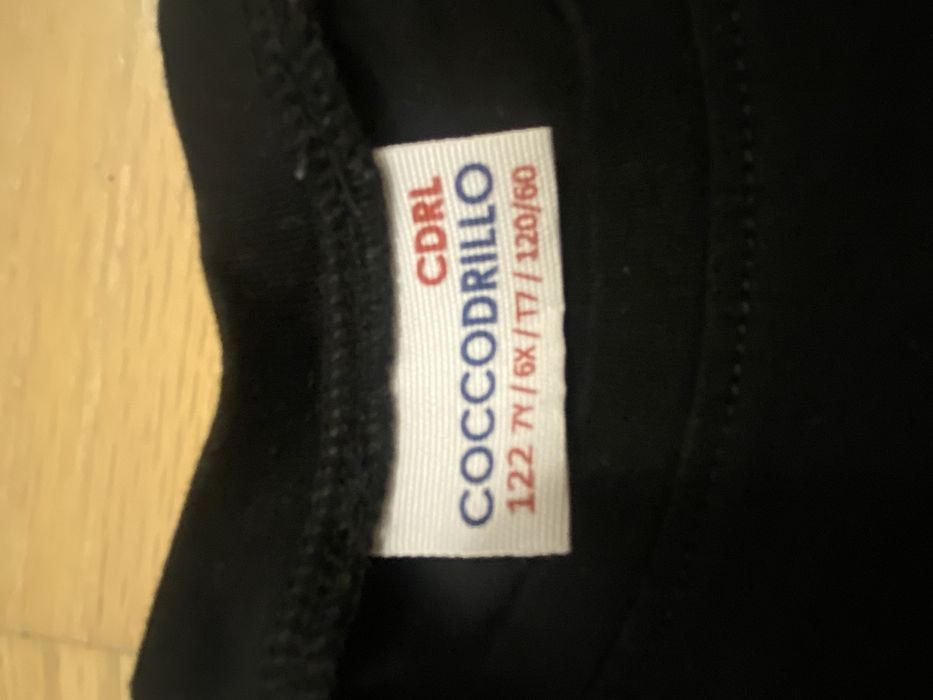 CDRL
COCCODRILLO
122 7Y / 6X / T7 / 120/60